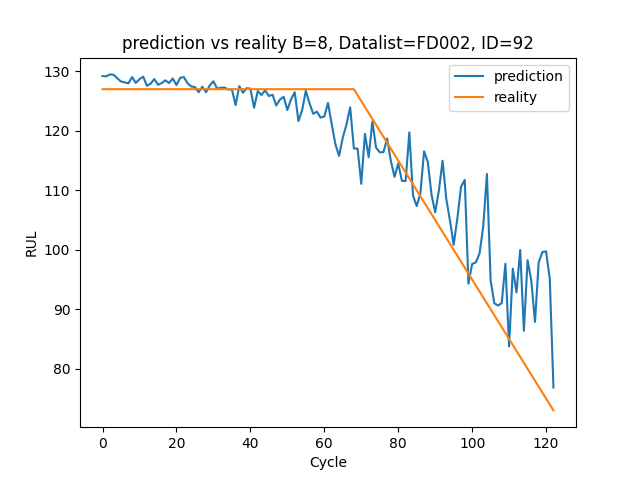 prediction vs reality B=8, Datalist=FD002, ID=92
prediction
reality
130
120
110
100
90
80
RUL
0
20
40
60
80
100
120
Cycle